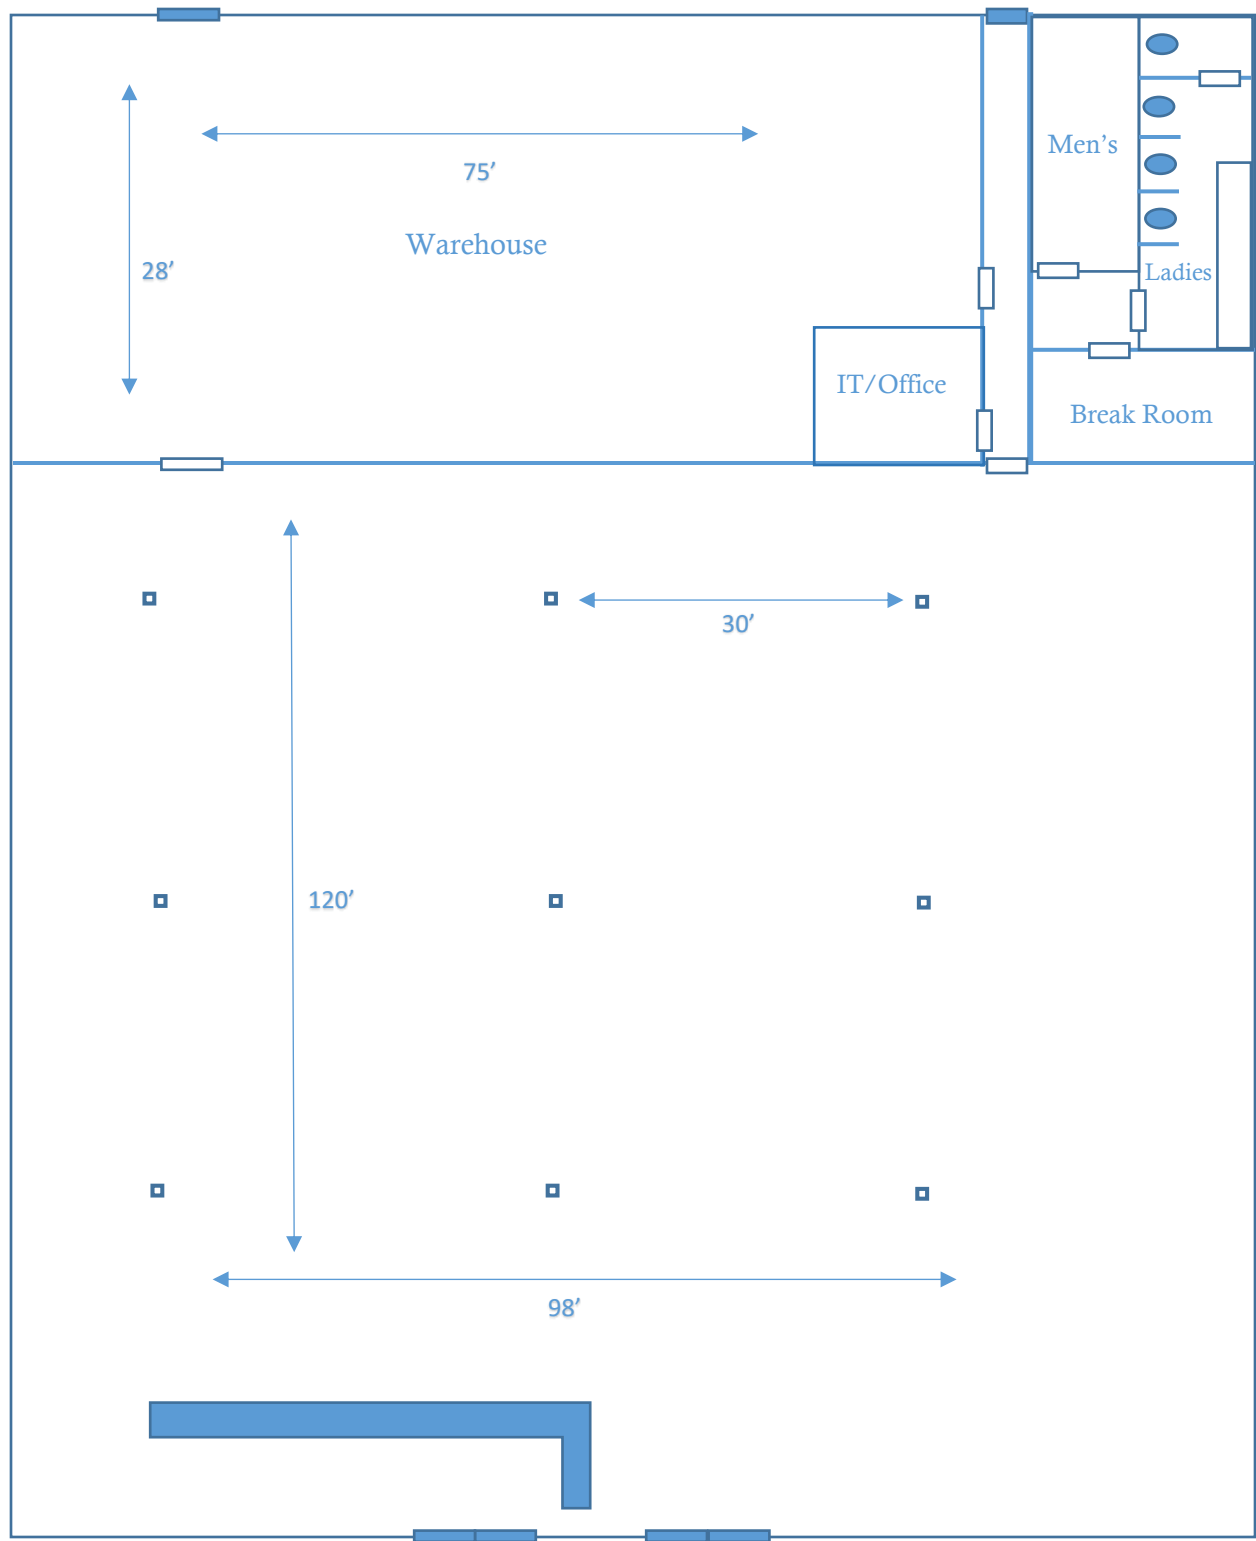 Men's
75'
Warehouse
28'
Ladies
IT/Office
Break Room
30'
120'
98'